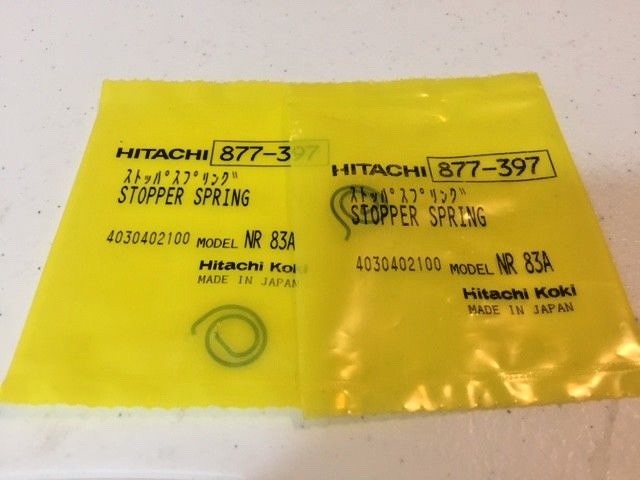 HITACHI 877-397
ｽﾄｯﾊﾟｽﾌﾟﾘﾝｸﾞ
STOPPER SPRING
4030402100 MODEL NR 83A
Hitachi Koki
MADE IN JAPAN
HITACHI 877-397
ｽﾄｯﾊﾟｽﾌﾟﾘﾝｸﾞ
STOPPER SPRING
4030402100 MODEL NR 83A
Hitachi Koki
MADE IN JAPAN